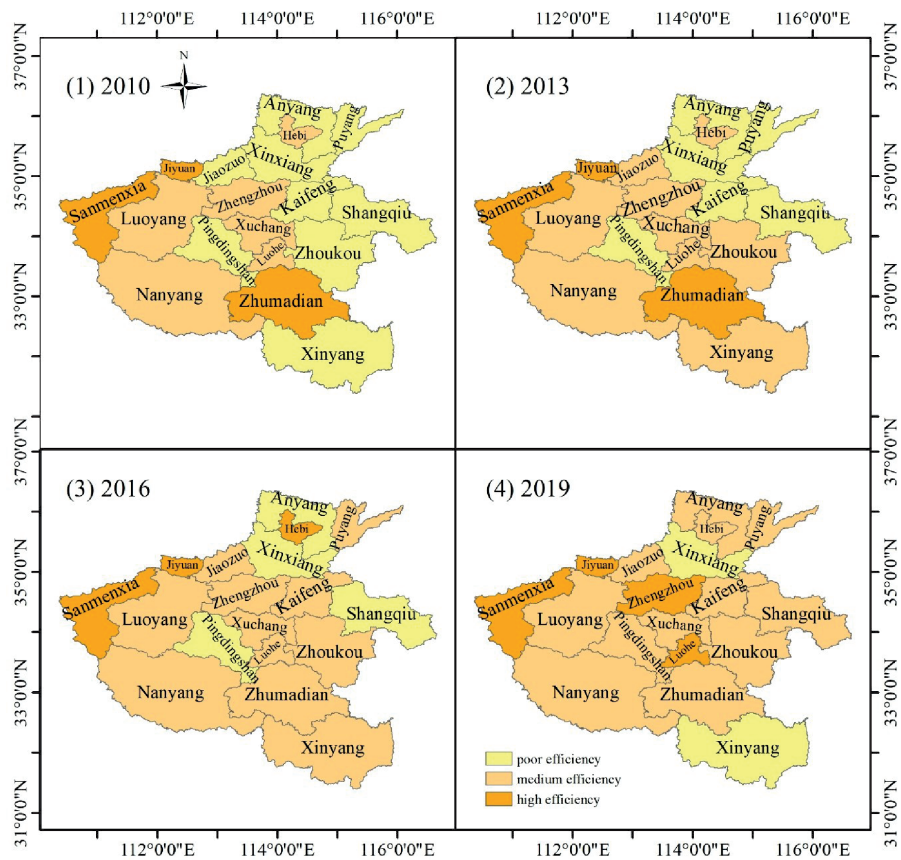 112°0'0"E 114°0'0"E 116°0'0"E 112°0'0"E 114°0'0"E 116°0'0"E
37°0'0"N
35°0'0"N
33°0'0"N
(1) 2010
N
Anyang
Hebi
Puyang
Xinxiang
Jiaozuo
Jiyuan
Sanmenxia
Luoyang
Zhengzhou
Kaifeng
Shangqiu
Xuchang
Pingdingshan
Luohe
Zhoukou
Nanyang
Zhumadian
Xinyang
(2) 2013
Anyang
Hebi
Puyang
Xinxiang
Jiaozuo
Jiyuan
Sanmenxia
Luoyang
Zhengzhou
Kaifeng
Shangqiu
Xuchang
Pingdingshan
Luohe
Zhoukou
Nanyang
Zhumadian
Xinyang
37°0'0"N
35°0'0"N
33°0'0"N
37°0'0"N
35°0'0"N
33°0'0"N
31°0'0"N
(3) 2016
Anyang
Hebi
Puyang
Xinxiang
Jiaozuo
Jiyuan
Sanmenxia
Luoyang
Zhengzhou
Kaifeng
Shangqiu
Xuchang
Pingdingshan
Luohe
Zhoukou
Nanyang
Zhumadian
Xinyang
(4) 2019
Anyang
Hebi
Puyang
Xinxiang
Jiaozuo
Jiyuan
Sanmenxia
Luoyang
Zhengzhou
Kaifeng
Shangqiu
Xuchang
Pingdingshan
Luohe
Zhoukou
Nanyang
Zhumadian
Xinyang
poor efficiency
medium efficiency
high efficiency
37°0'0"N
35°0'0"N
33°0'0"N
31°0'0"N
112°0'0"E 114°0'0"E 116°0'0"E 112°0'0"E 114°0'0"E 116°0'0"E